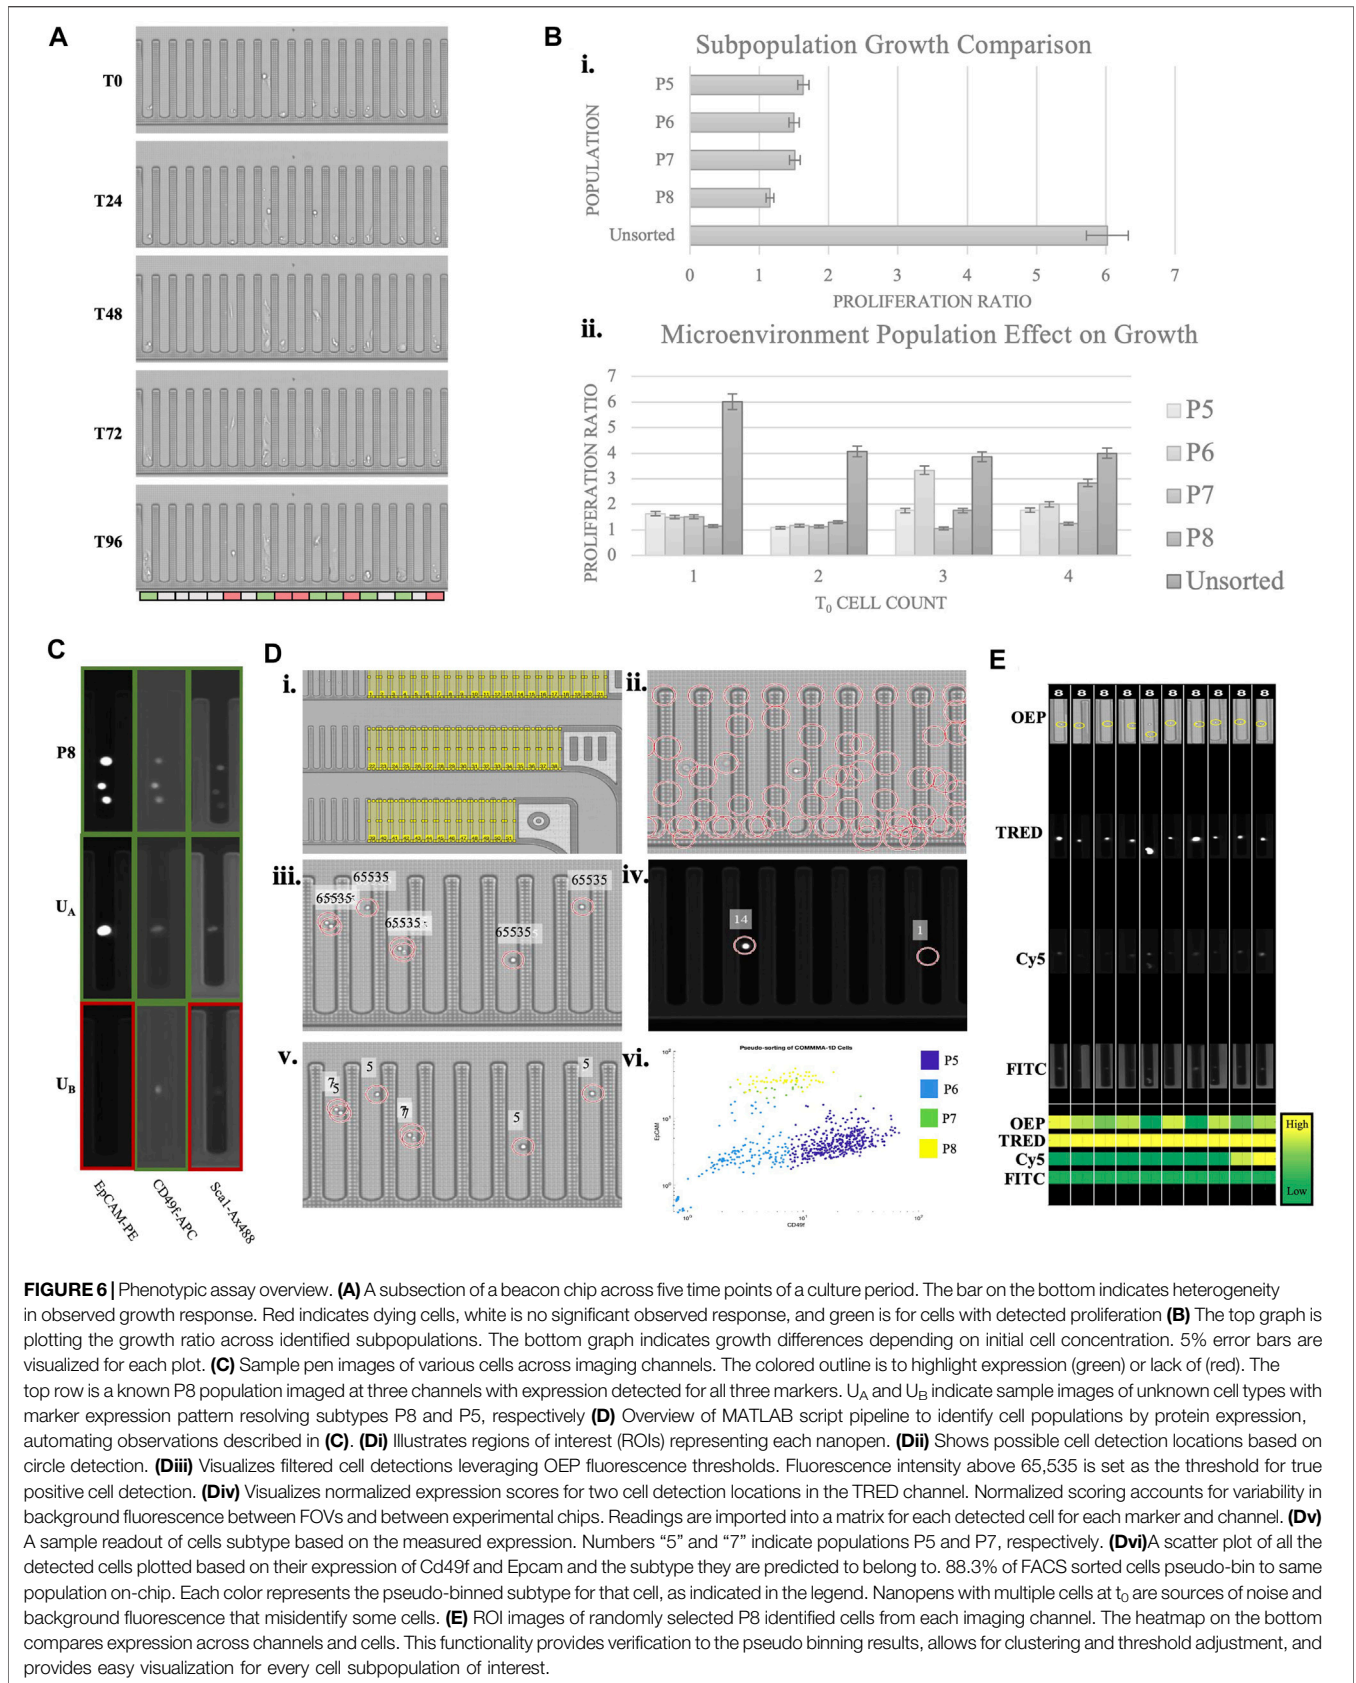 A
T0
T24
T48
T72
T96
B
i.
Subpopulation Growth Comparison
POPULATION
P5
P6
P7
P8
Unsorted
0 1 2 3 4 5 6 7
PROLIFERATION RATIO
ii.
Microenvironment Population Effect on Growth
PROLIFERATION RATIO
7
6
5
4
3
2
1
0
1 2 3 4
T0 CELL COUNT
P5
P6
P7
P8
Unsorted
C
P8
UA
UB
EpCAM-PE
CD49f-APC
Sca1-Ax488
D
i.
ii.
iii.
65535
65535
65535
65535
65535
iv.
14
1
v.
5
7
5
7
5
5
vi.
Pseudo-sorting of COMMMA-1D Cells
EpCAM
CD49f
P5
P6
P7
P8
E
8 8 8 8 8 8 8 8 8 8
OEP
TRED
Cy5
FITC
OEP
TRED
Cy5
FITC
High
Low
FIGURE 6 | Phenotypic assay overview. (A) A subsection of a beacon chip across five time points of a culture period. The bar on the bottom indicates heterogeneity
in observed growth response. Red indicates dying cells, white is no significant observed response, and green is for cells with detected proliferation (B) The top graph is
plotting the growth ratio across identified subpopulations. The bottom graph indicates growth differences depending on initial cell concentration. 5% error bars are
visualized for each plot. (C) Sample pen images of various cells across imaging channels. The colored outline is to highlight expression (green) or lack of (red). The
top row is a known P8 population imaged at three channels with expression detected for all three markers. UA and UB indicate sample images of unknown cell types with
marker expression pattern resolving subtypes P8 and P5, respectively (D) Overview of MATLAB script pipeline to identify cell populations by protein expression,
automating observations described in (C). (Di) Illustrates regions of interest (ROIs) representing each nanopen. (Dii) Shows possible cell detection locations based on
circle detection. (Diii) Visualizes filtered cell detections leveraging OEP fluorescence thresholds. Fluorescence intensity above 65,535 is set as the threshold for true
positive cell detection. (Div) Visualizes normalized expression scores for two cell detection locations in the TRED channel. Normalized scoring accounts for variability in
background fluorescence between FOVs and between experimental chips. Readings are imported into a matrix for each detected cell for each marker and channel. (Dv)
A sample readout of cells subtype based on the measured expression. Numbers “5” and “7” indicate populations P5 and P7, respectively. (Dvi)A scatter plot of all the
detected cells plotted based on their expression of Cd49f and Epcam and the subtype they are predicted to belong to. 88.3% of FACS sorted cells pseudo-bin to same
population on-chip. Each color represents the pseudo-binned subtype for that cell, as indicated in the legend. Nanopens with multiple cells at t0 are sources of noise and
background fluorescence that misidentify some cells. (E) ROI images of randomly selected P8 identified cells from each imaging channel. The heatmap on the bottom
compares expression across channels and cells. This functionality provides verification to the pseudo binning results, allows for clustering and threshold adjustment, and
provides easy visualization for every cell subpopulation of interest.